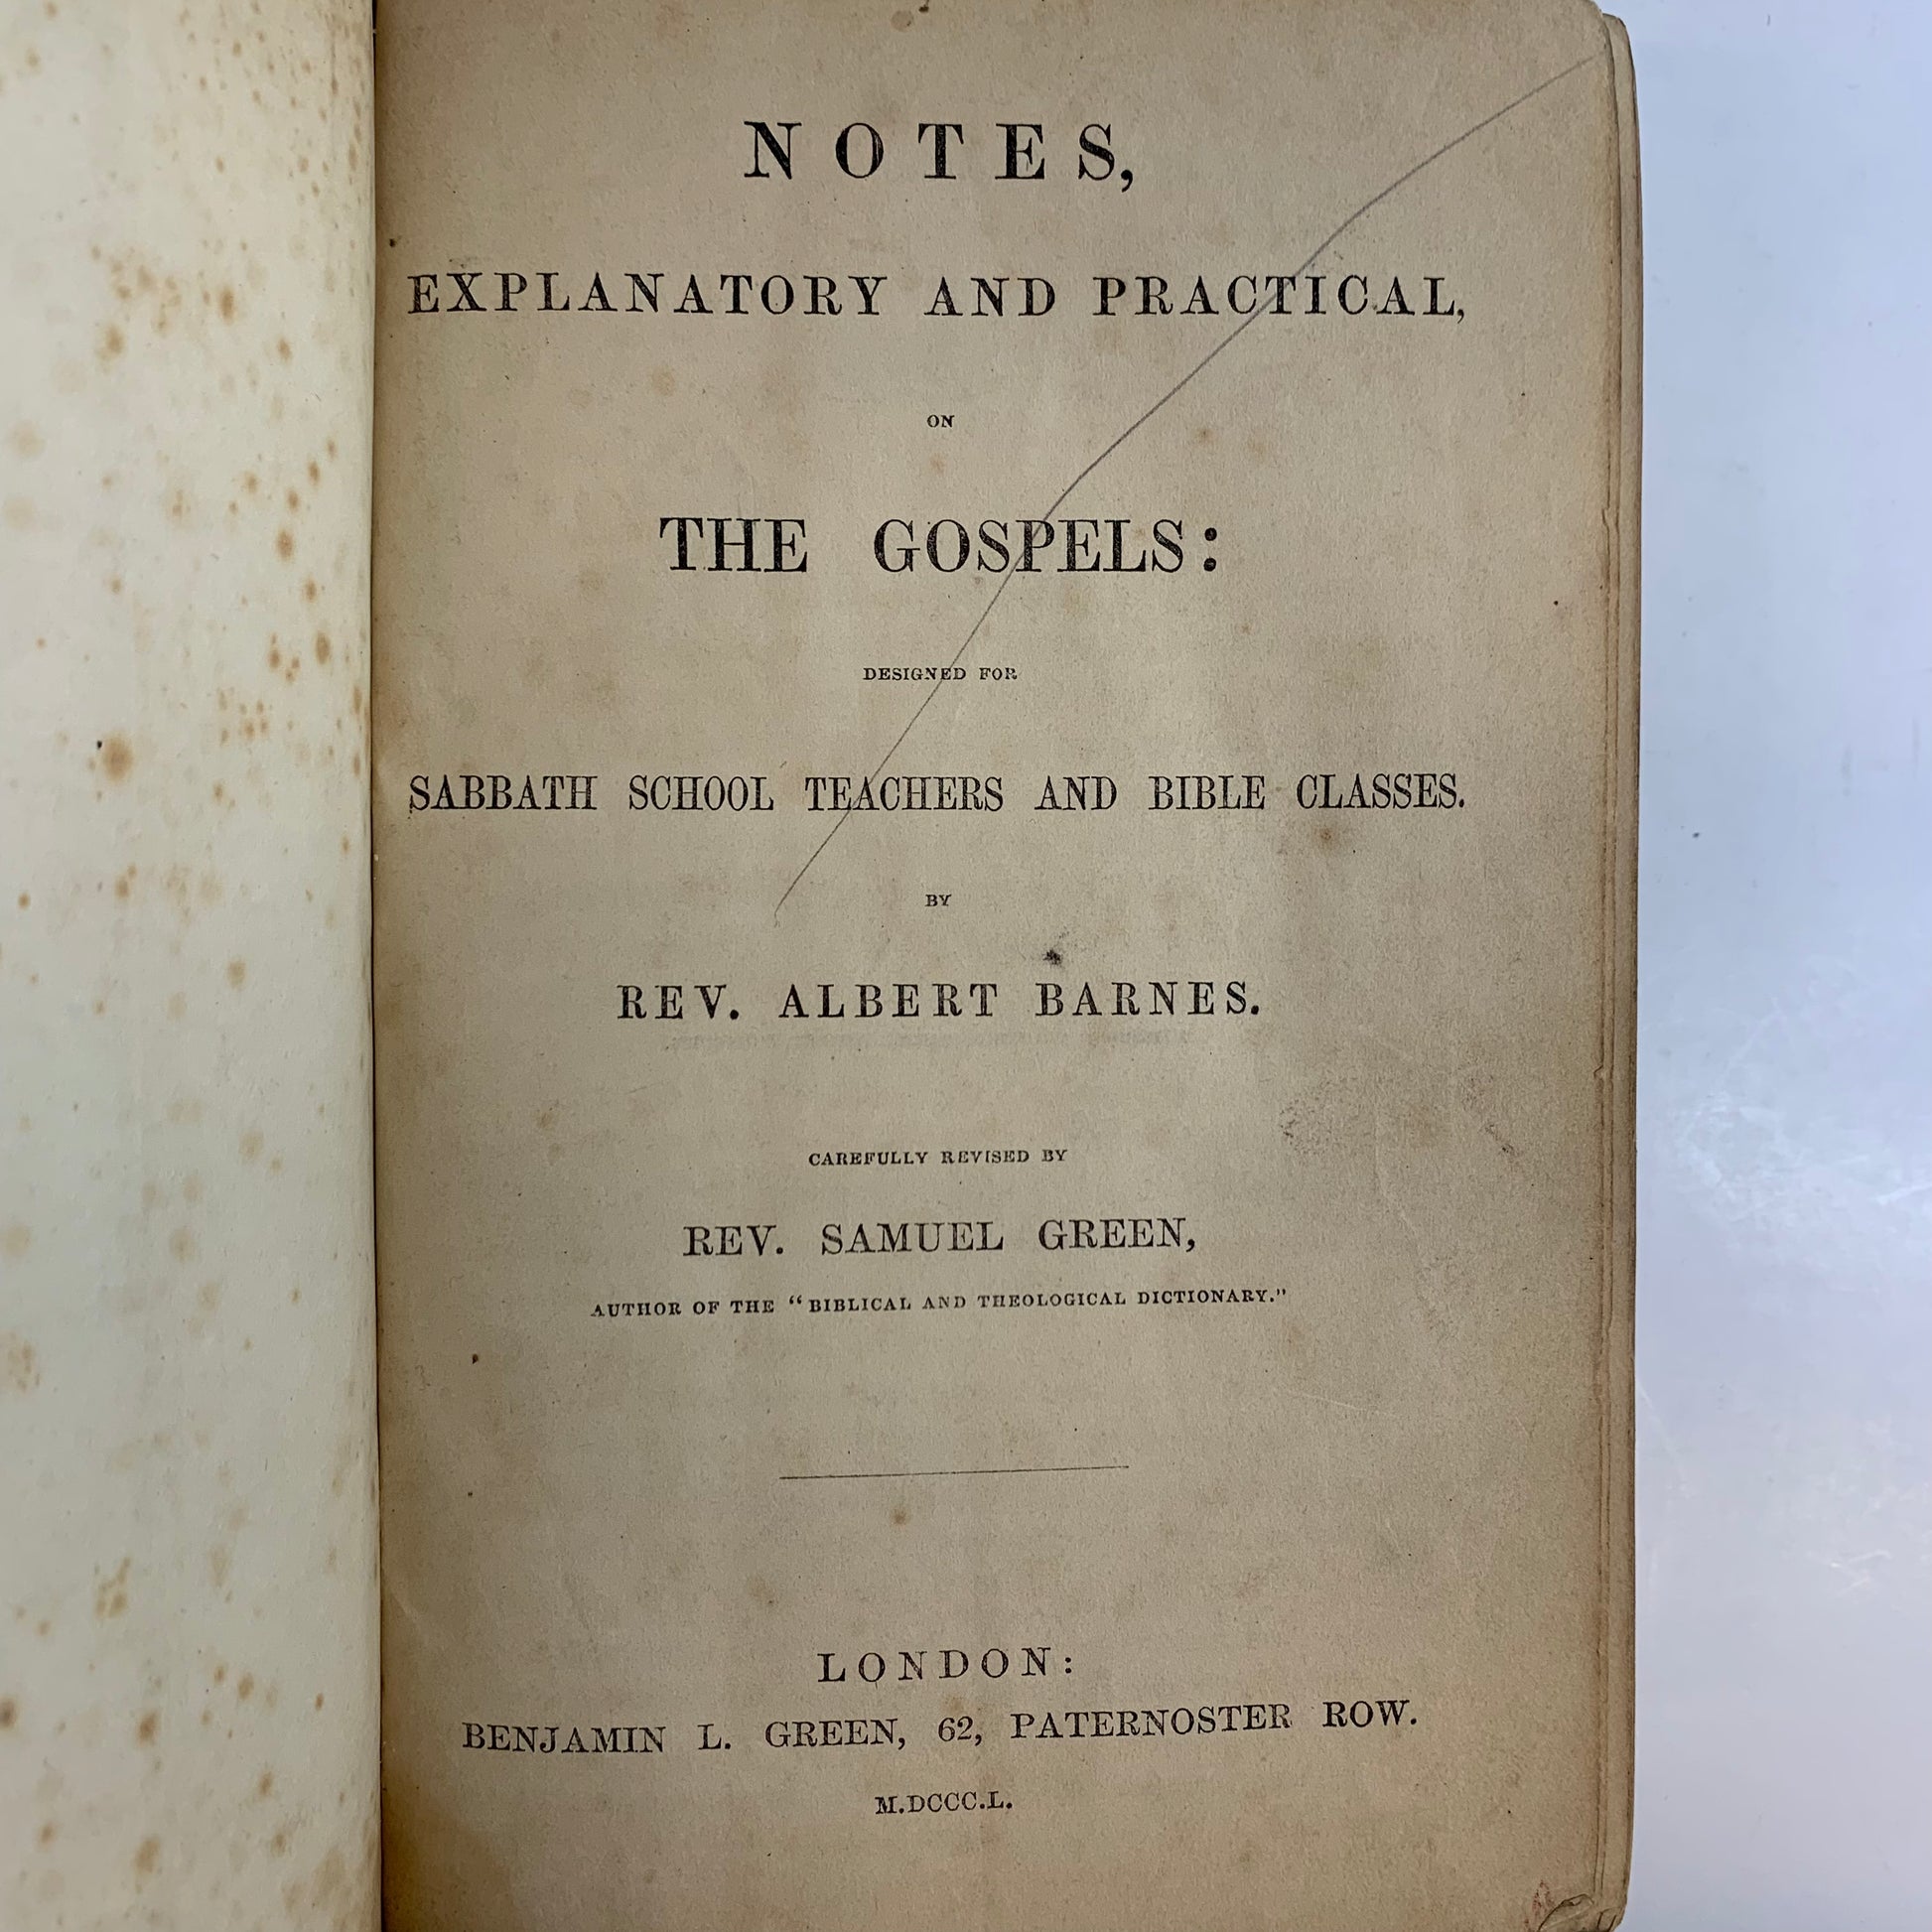 NOTES,
EXPLANATORY AND PRACTICAL,
ON
THE GOSPELS:
DESIGNED FOR
SABBATH SCHOOL TEACHERS AND BIBLE CLASSES.
BY
REV. ALBERT BARNES.
CAREFULLY REVISED BY
REV. SAMUEL GREEN,
AUTHOR OF THE "BIBLICAL AND THEOLOGICAL DICTIONARY."
LONDON:
BENJAMIN L. GREEN, 62, PATERNOSTER ROW.
M.DCCC.L.